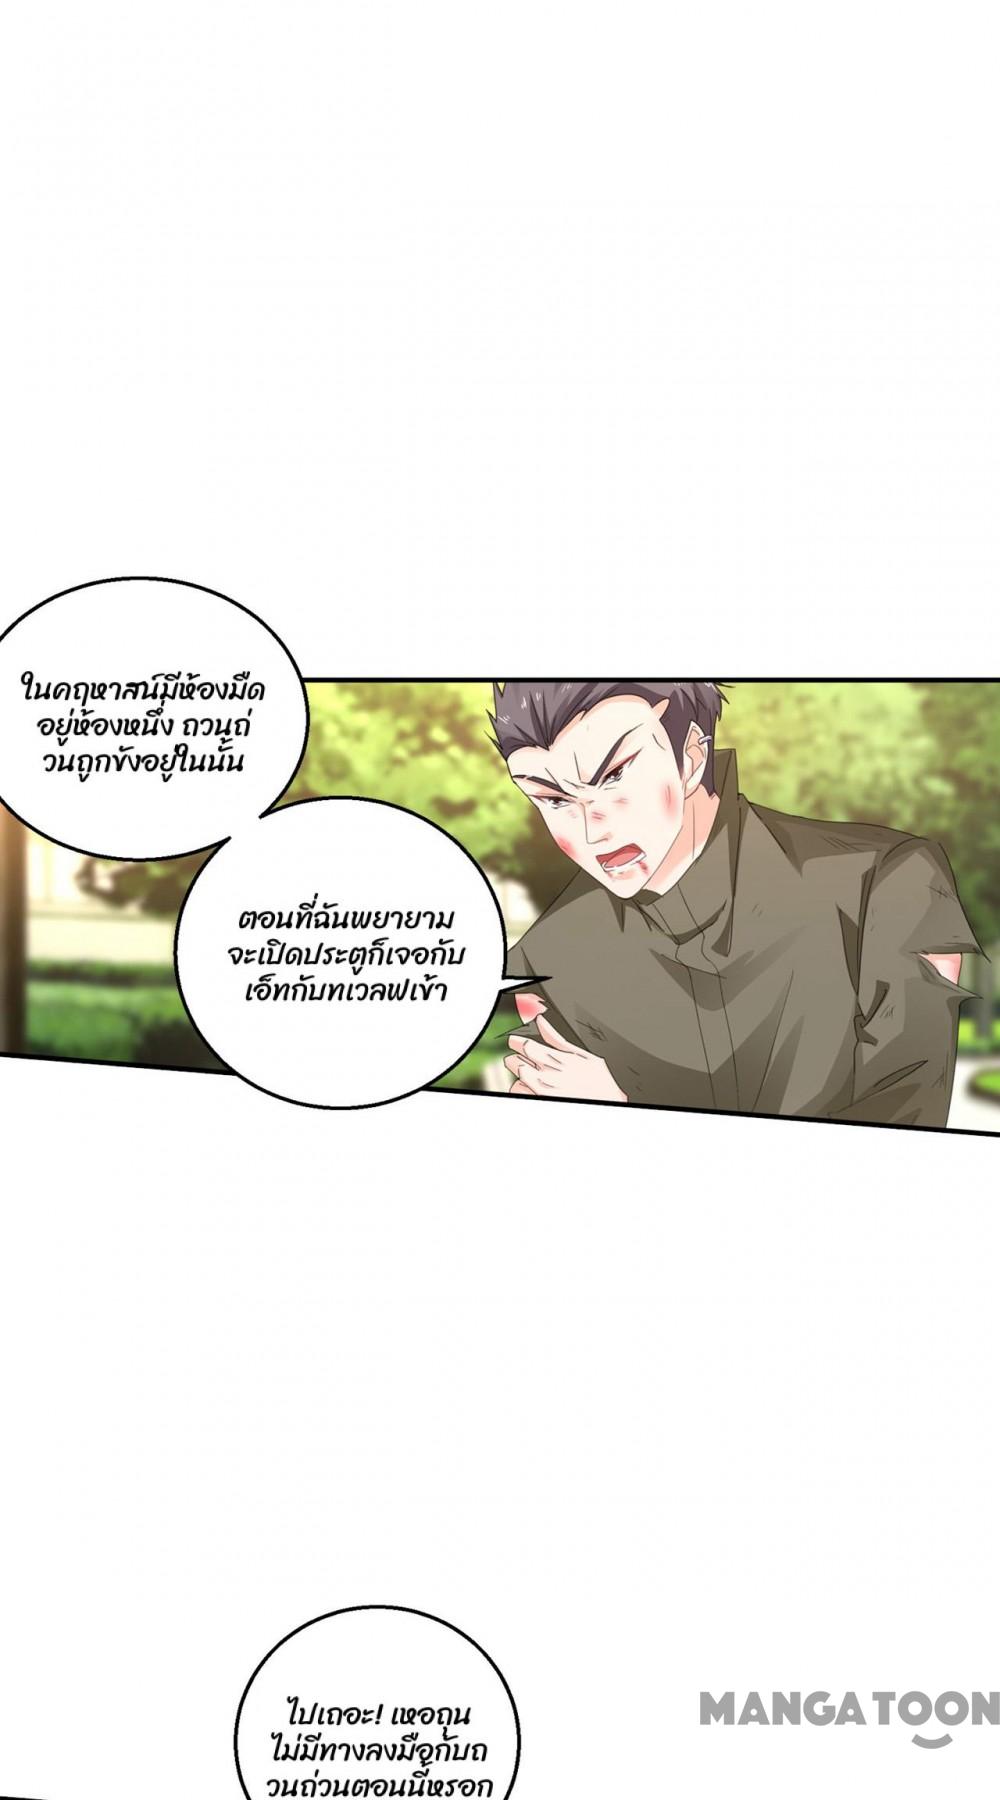 ในคฤหาสน์มีห้องมืด
อยู่ห้องหนึ่ง ถวนถ่
วนถูกขังอยู่ในนั้น
ตอนที่ฉันพยายาม
จะเปิดประตูก็เจอกับ
เอ็ทกับทเวลฟเข้า
ไปเถอะ! เหอถุน
ไม่มีทางลงมือกับถ
วนถ่วนตอนนี้หรอก
MANGATOON